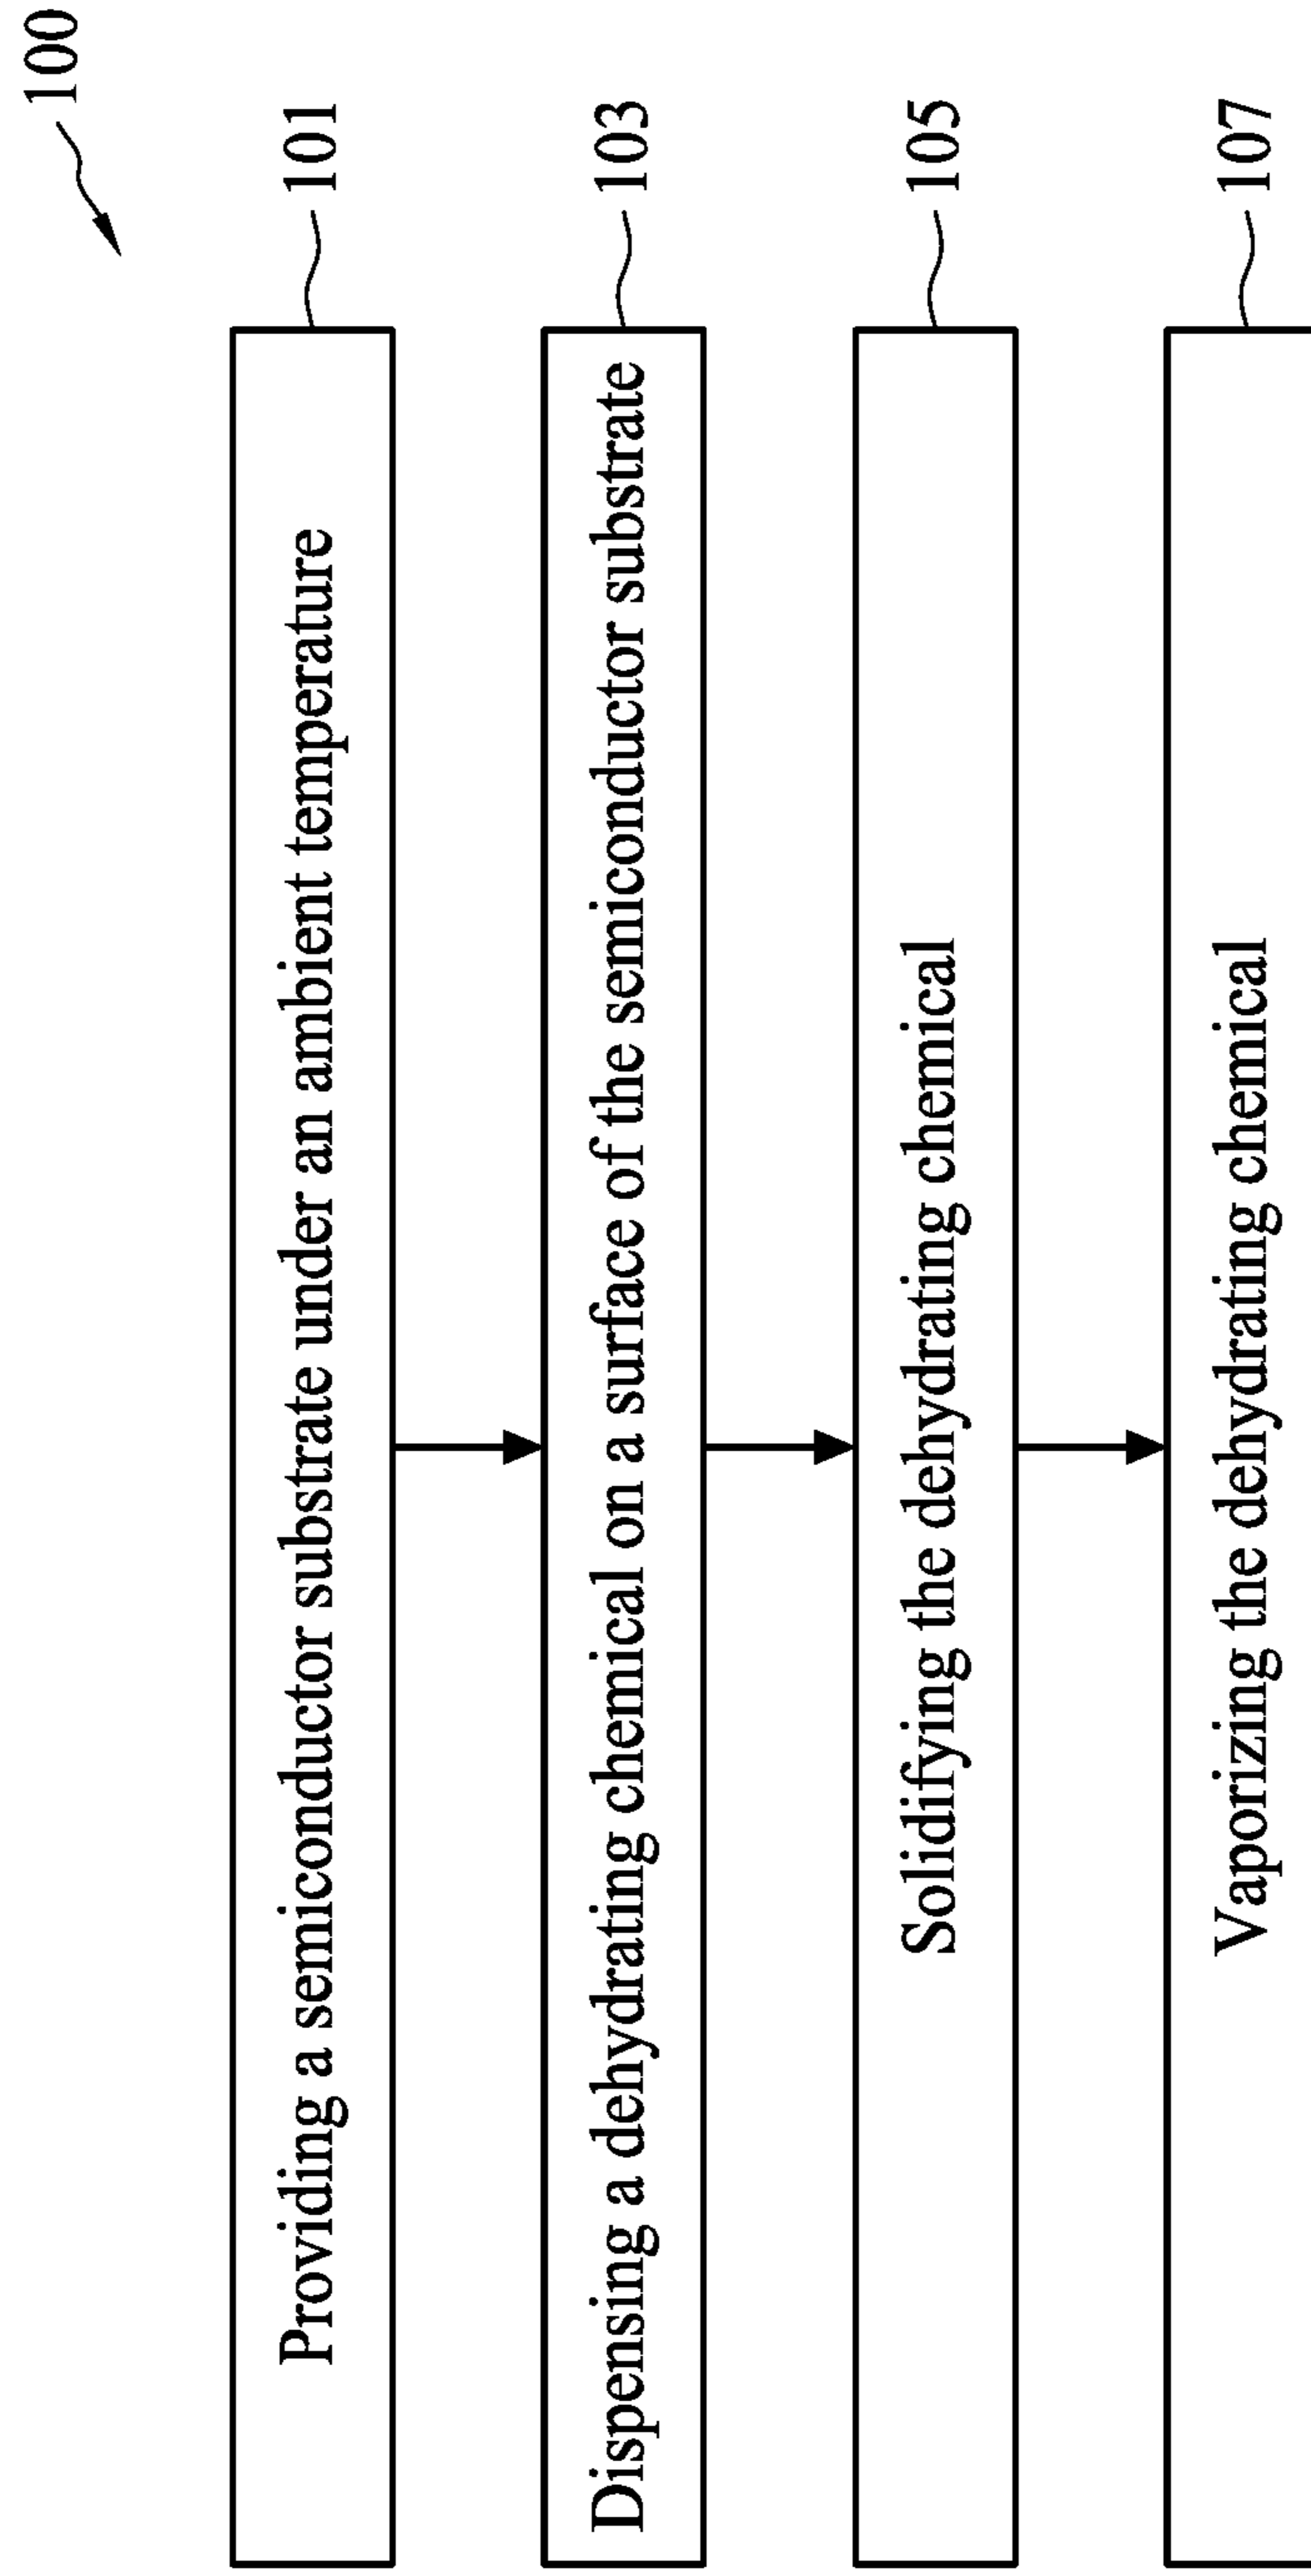 100
Providing a semiconductor substrate under an ambient temperature
101
Dispensing a dehydrating chemical on a surface of the semiconductor substrate
103
Solidifying the dehydrating chemical
105
Vaporizing the dehydrating chemical
107